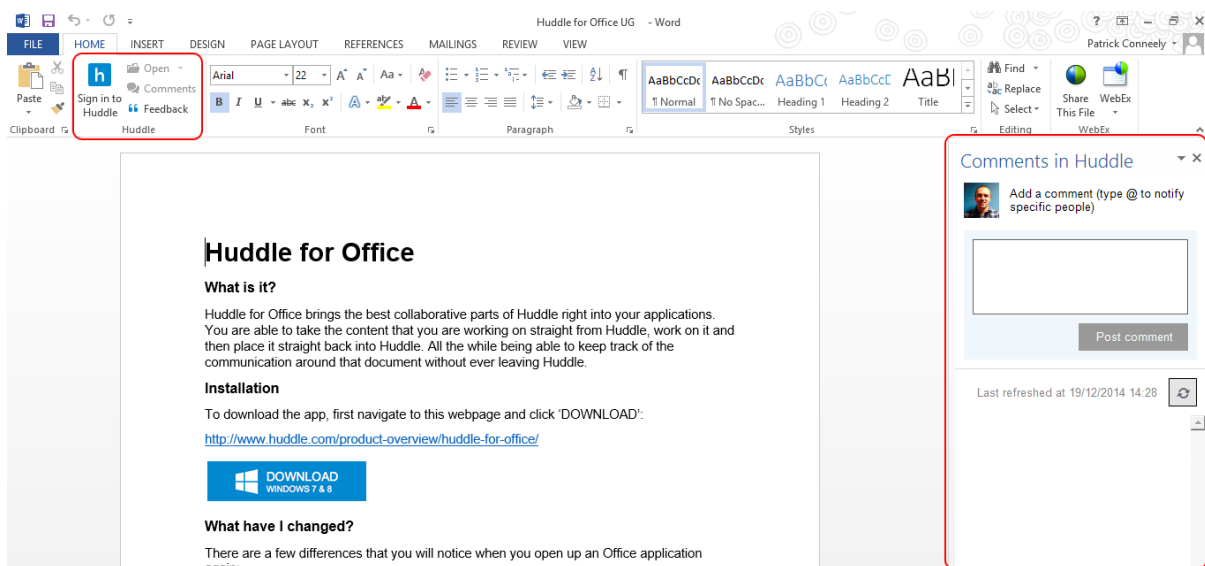 Huddle for Office UG - Word
?
Patrick Conneely
FILE HOME INSERT DESIGN PAGE LAYOUT REFERENCES MAILINGS REVIEW VIEW
Paste
Clipboard
h
Sign in to
Huddle
Open
Comments
Feedback
Huddle
Arial 22 A A Aa
B I U abc X₂ X² A ab A
Font
Paragraph
AaBbCcDc AaBbCcDc AaBbC( AaBbCcC AaBl
¶ Normal ¶ No Spac... Heading 1 Heading 2 Title
Styles
Find
Replace
Select
Editing
Share
This File
WebEx
WebEx
Huddle for Office
What is it?
Huddle for Office brings the best collaborative parts of Huddle right into your applications.
You are able to take the content that you are working on straight from Huddle, work on it and
then place it straight back into Huddle. All the while being able to keep track of the
communication around that document without ever leaving Huddle.
Installation
To download the app, first navigate to this webpage and click ‘DOWNLOAD’:
http://www.huddle.com/product-overview/huddle-for-office/
DOWNLOAD
WINDOWS 7 & 8
What have I changed?
There are a few differences that you will notice when you open up an Office application
Comments in Huddle
Add a comment (type @ to notify
specific people)
Post comment
Last refreshed at 19/12/2014 14:28